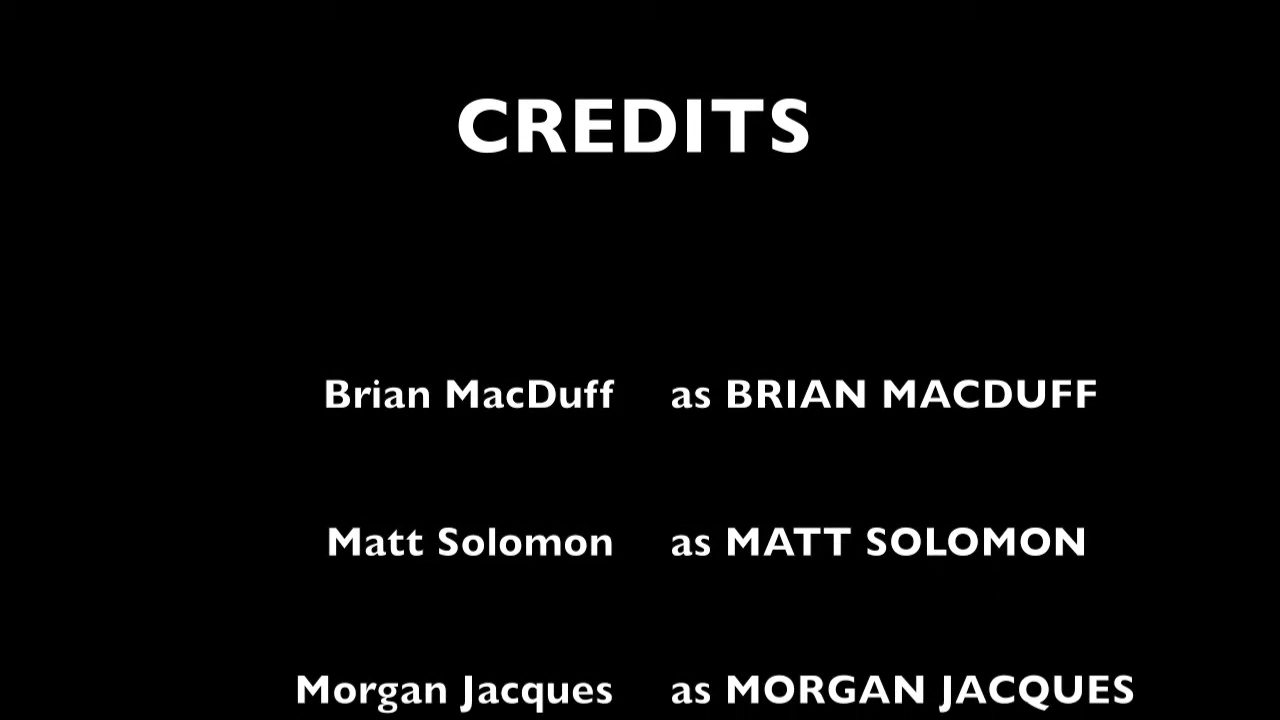 CREDITS
Brian MacDuff as BRIAN MACDUFF
Matt Solomon as MATT SOLOMON
Morgan Jacques as MORGAN JACQUES